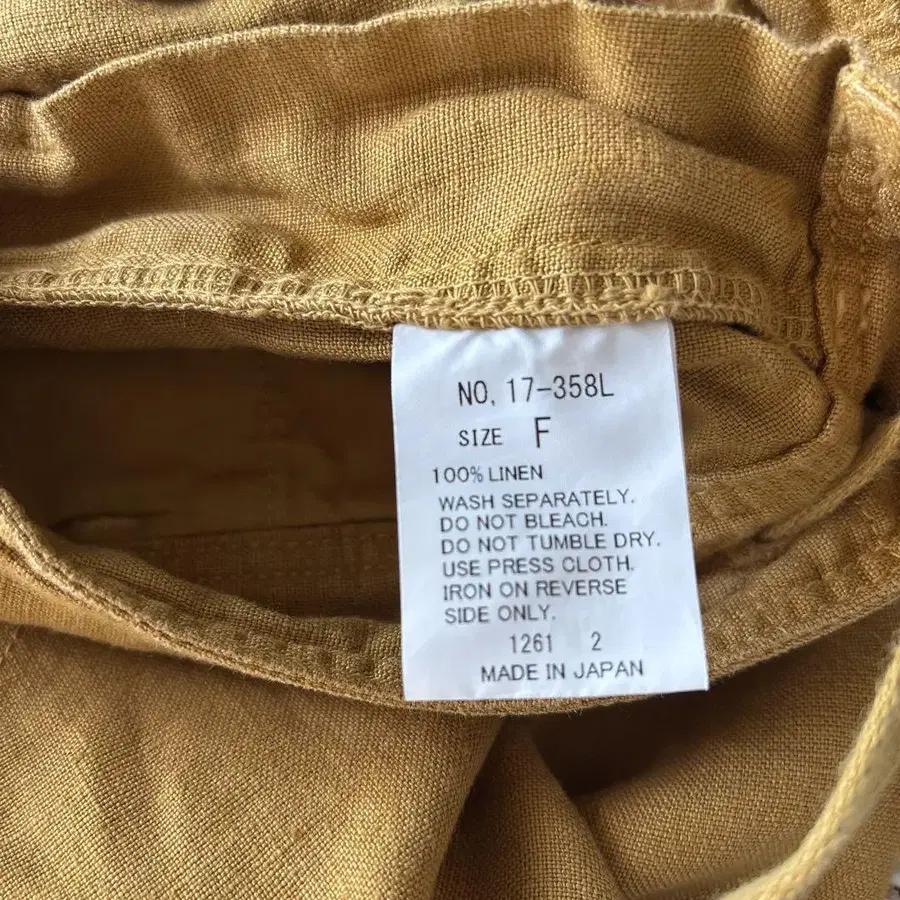 NO, 17-358L
SIZE F
100% LINEN
WASH SEPARATELY.
DO NOT BLEACH.
DO NOT TUMBLE DRY.
USE PRESS CLOTH.
IRON ON REVERSE
SIDE ONLY.
1261 2
MADE IN JAPAN